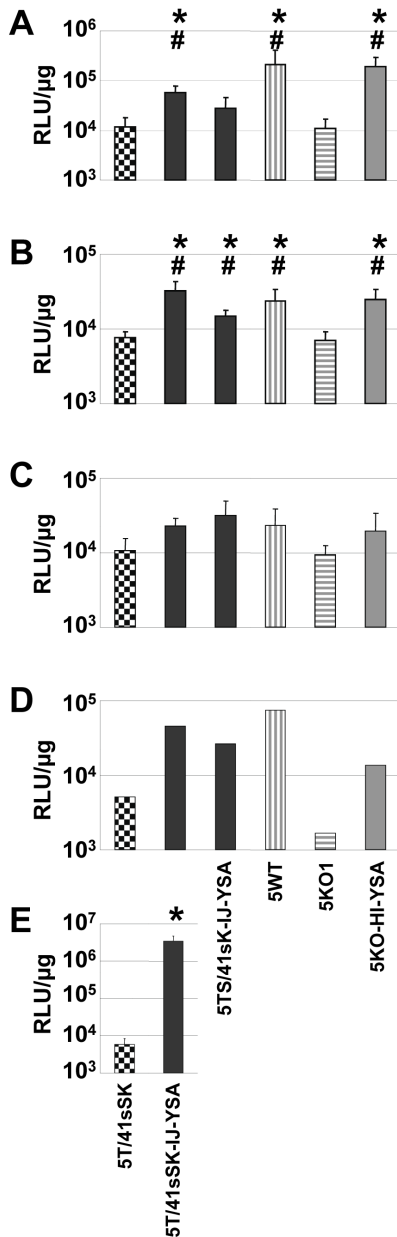 A
RLU/µg
10⁶
10⁵
10⁴
10³
* * *
# # #
B
RLU/µg
10⁵
10⁴
10³
* * * *
# # # #
C
RLU/µg
10⁵
10⁴
10³
D
RLU/µg
10⁵
10⁴
10³
5TS/41sK-IJ-YSA
5WT
5KO1
5KO-HI-YSA
E
RLU/µg
10⁷
10⁶
10⁵
10⁴
10³
*
5T/41sSK
5T/41sSK-IJ-YSA